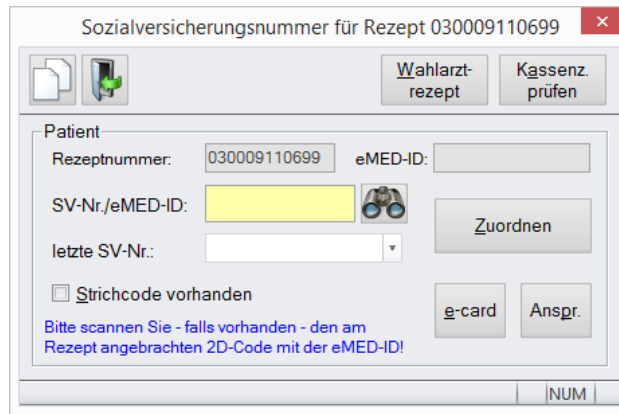 Sozialversicherungsnummer für Rezept 030009110699
Wahlarzt-
rezept
Kassenz.
prüfen
Patient
Rezeptnummer: 030009110699 eMED-ID:
SV-Nr./eMED-ID:
Zuordnen
letzte SV-Nr.:
Strichcode vorhanden
e-card Anspr.
Bitte scannen Sie - falls vorhanden - den am
Rezept angebrachten 2D-Code mit der eMED-ID!
NUM